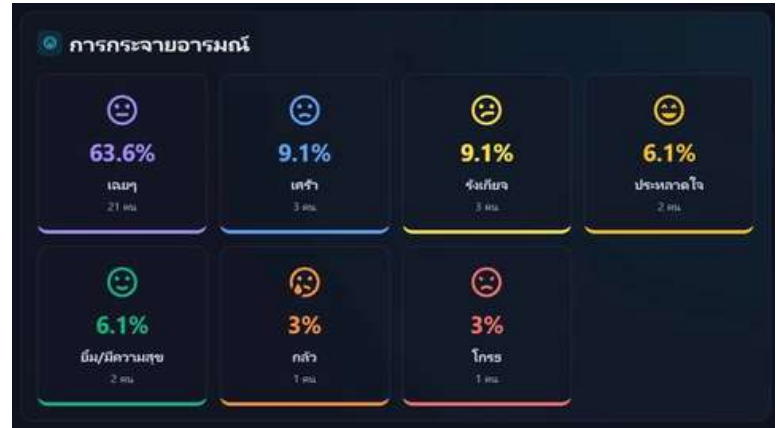 การกระจายอารมณ์
63.6%
เฉยๆ
21 คน
9.1%
เศร้า
3 คน
9.1%
รังเกียจ
3 คน
6.1%
ประหลาดใจ
2 คน
6.1%
ยิ้ม/มีความสุข
2 คน
3%
กลัว
1 คน
3%
โกรธ
1 คน